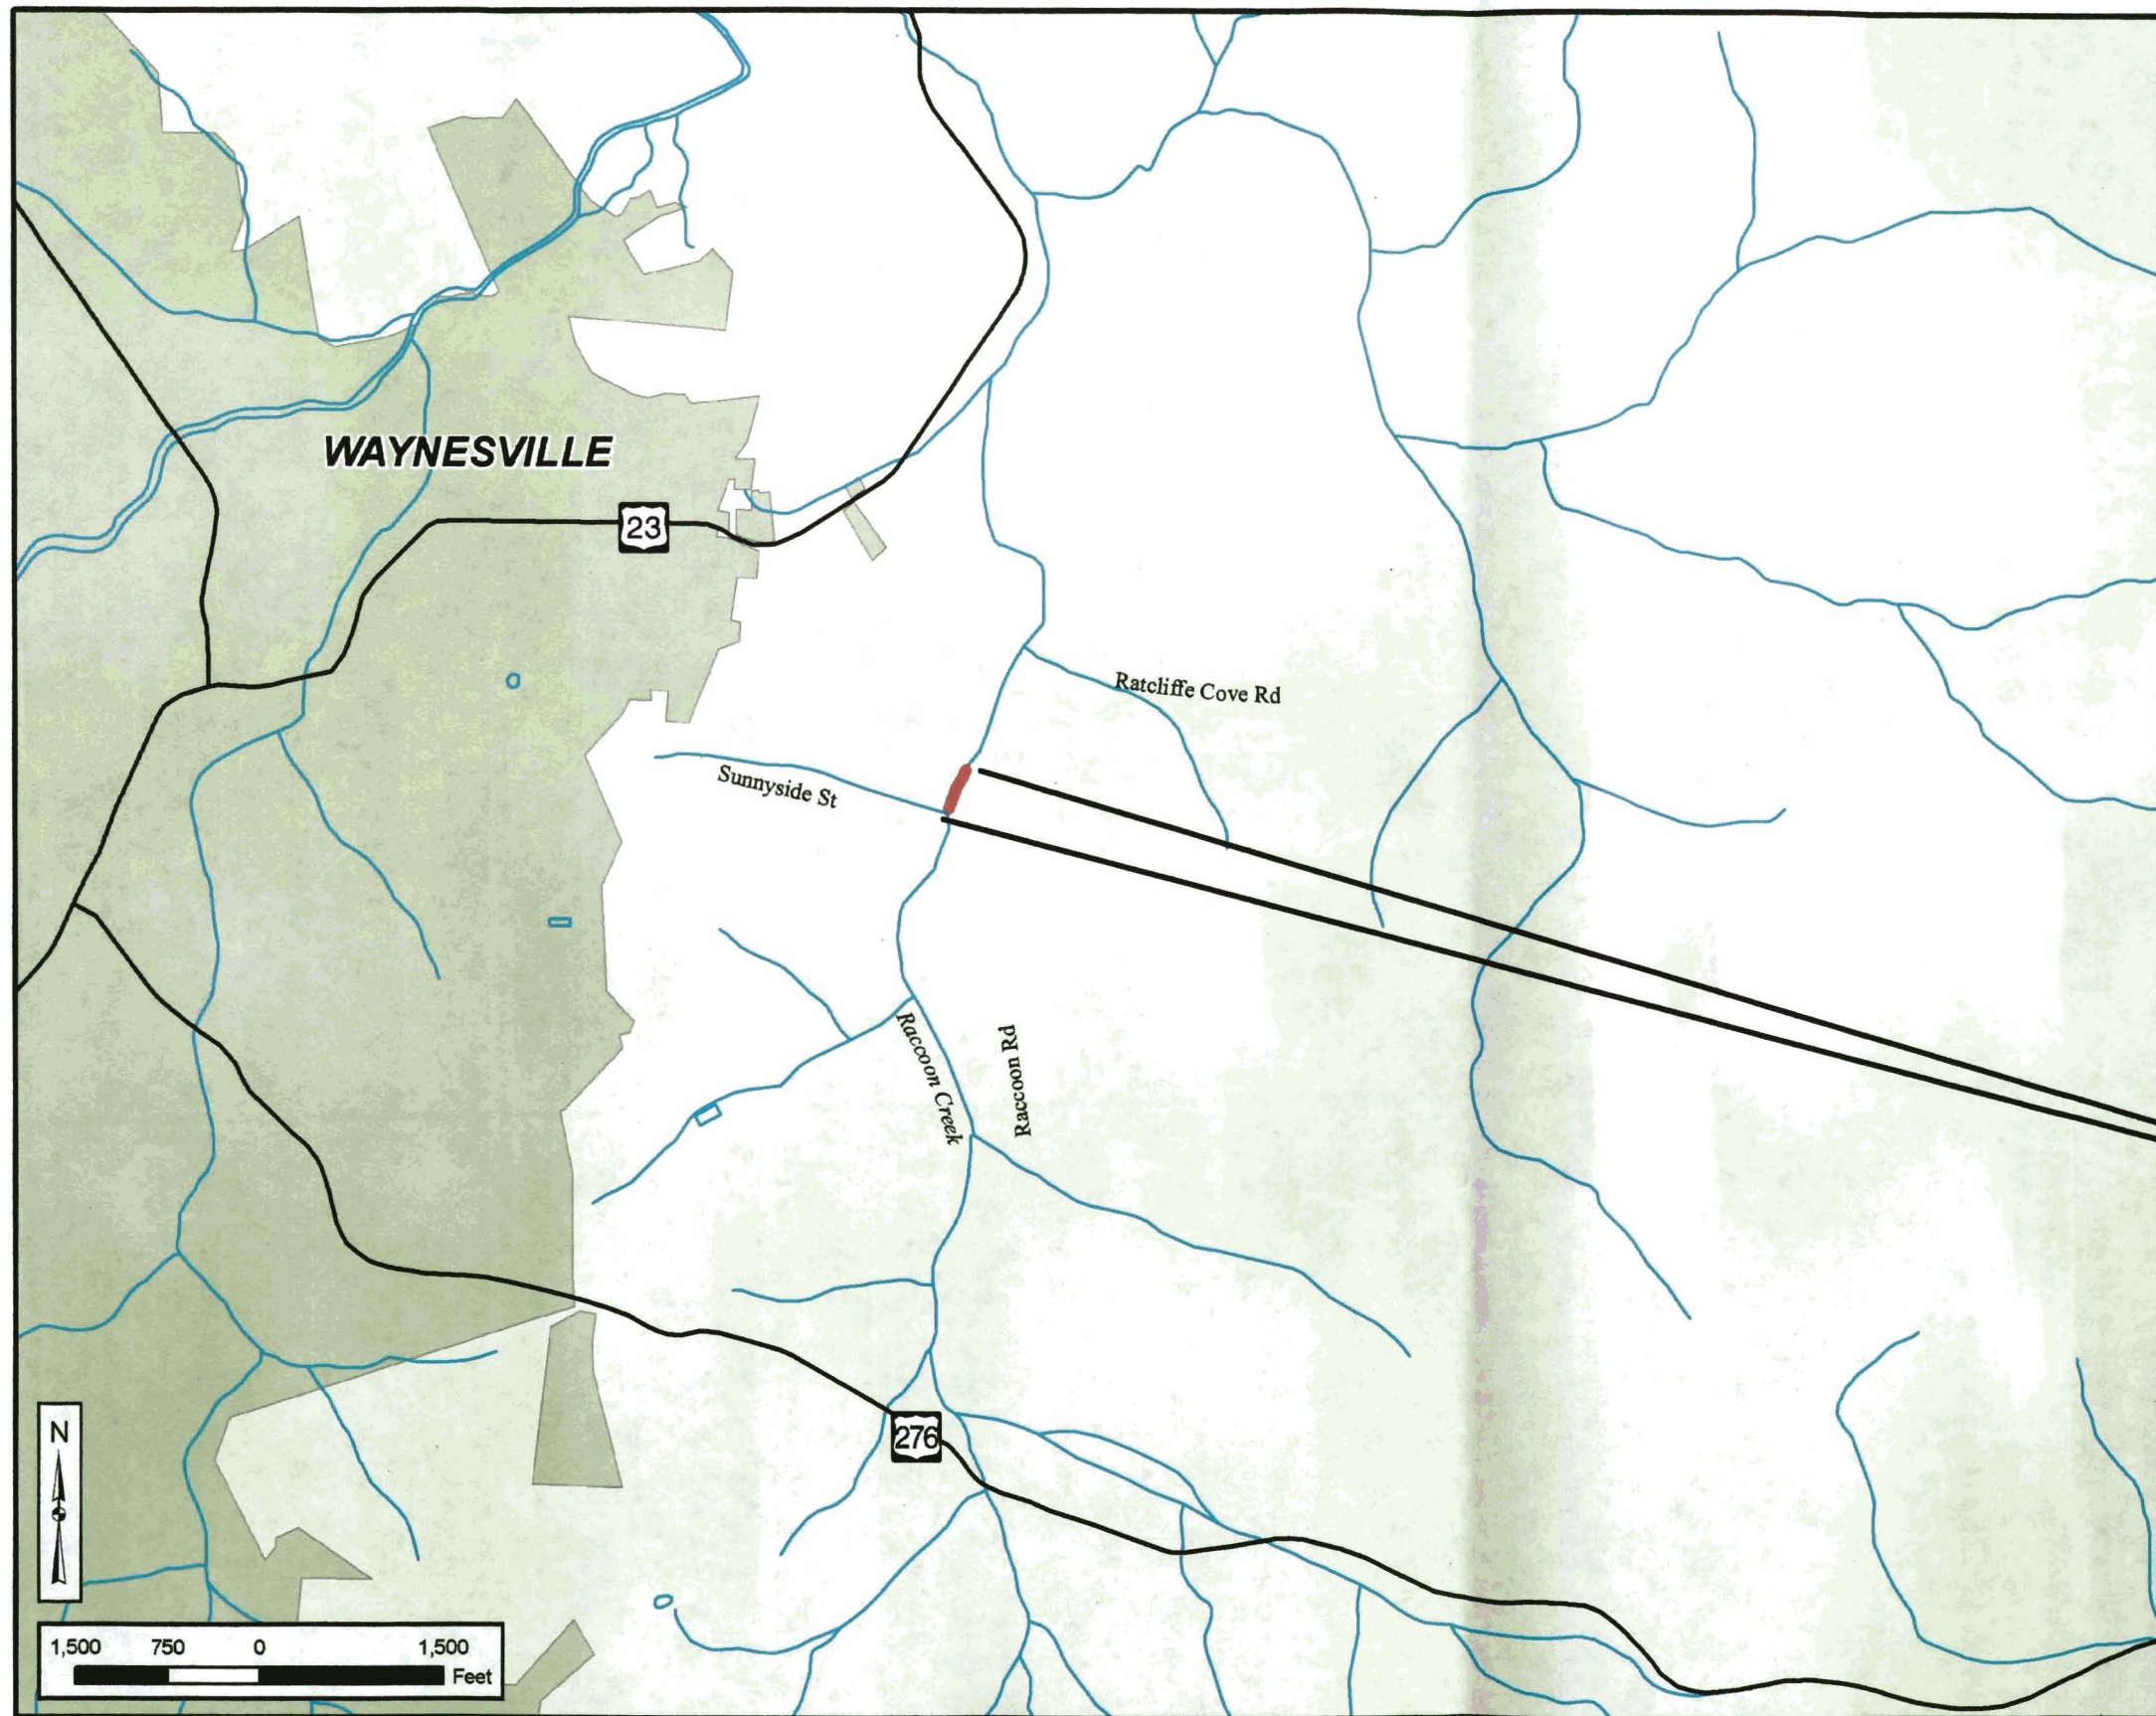 WAYNESVILLE
23
Ratcliffe Cove Rd
Sunnyside St
Raccoon Creek
Raccoon Rd
276
N
1,500 750 0 1,500
Feet